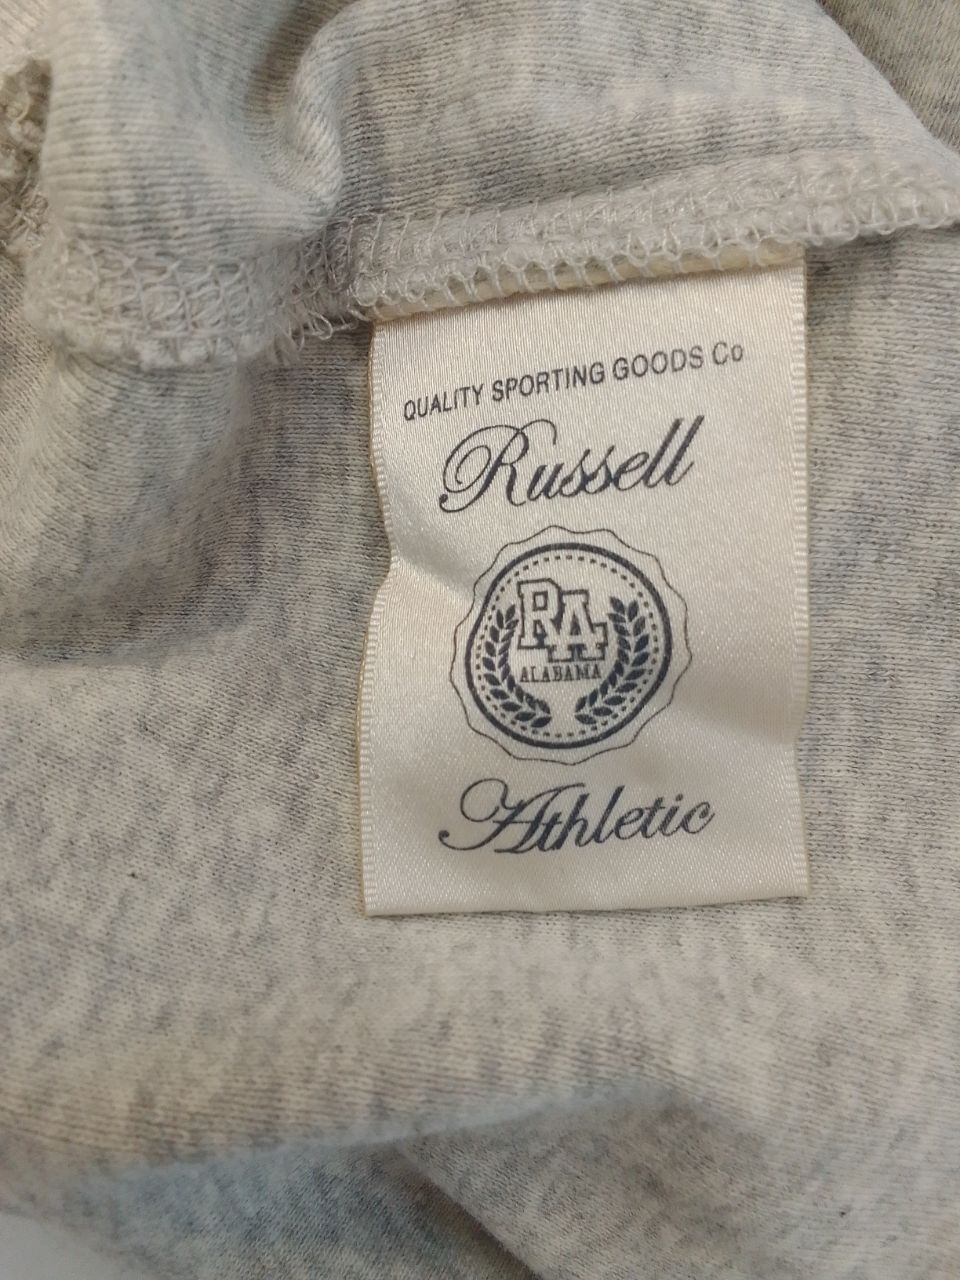 QUALITY SPORTING GOODS Co
Russell
RA
ALABAMA
Athletic